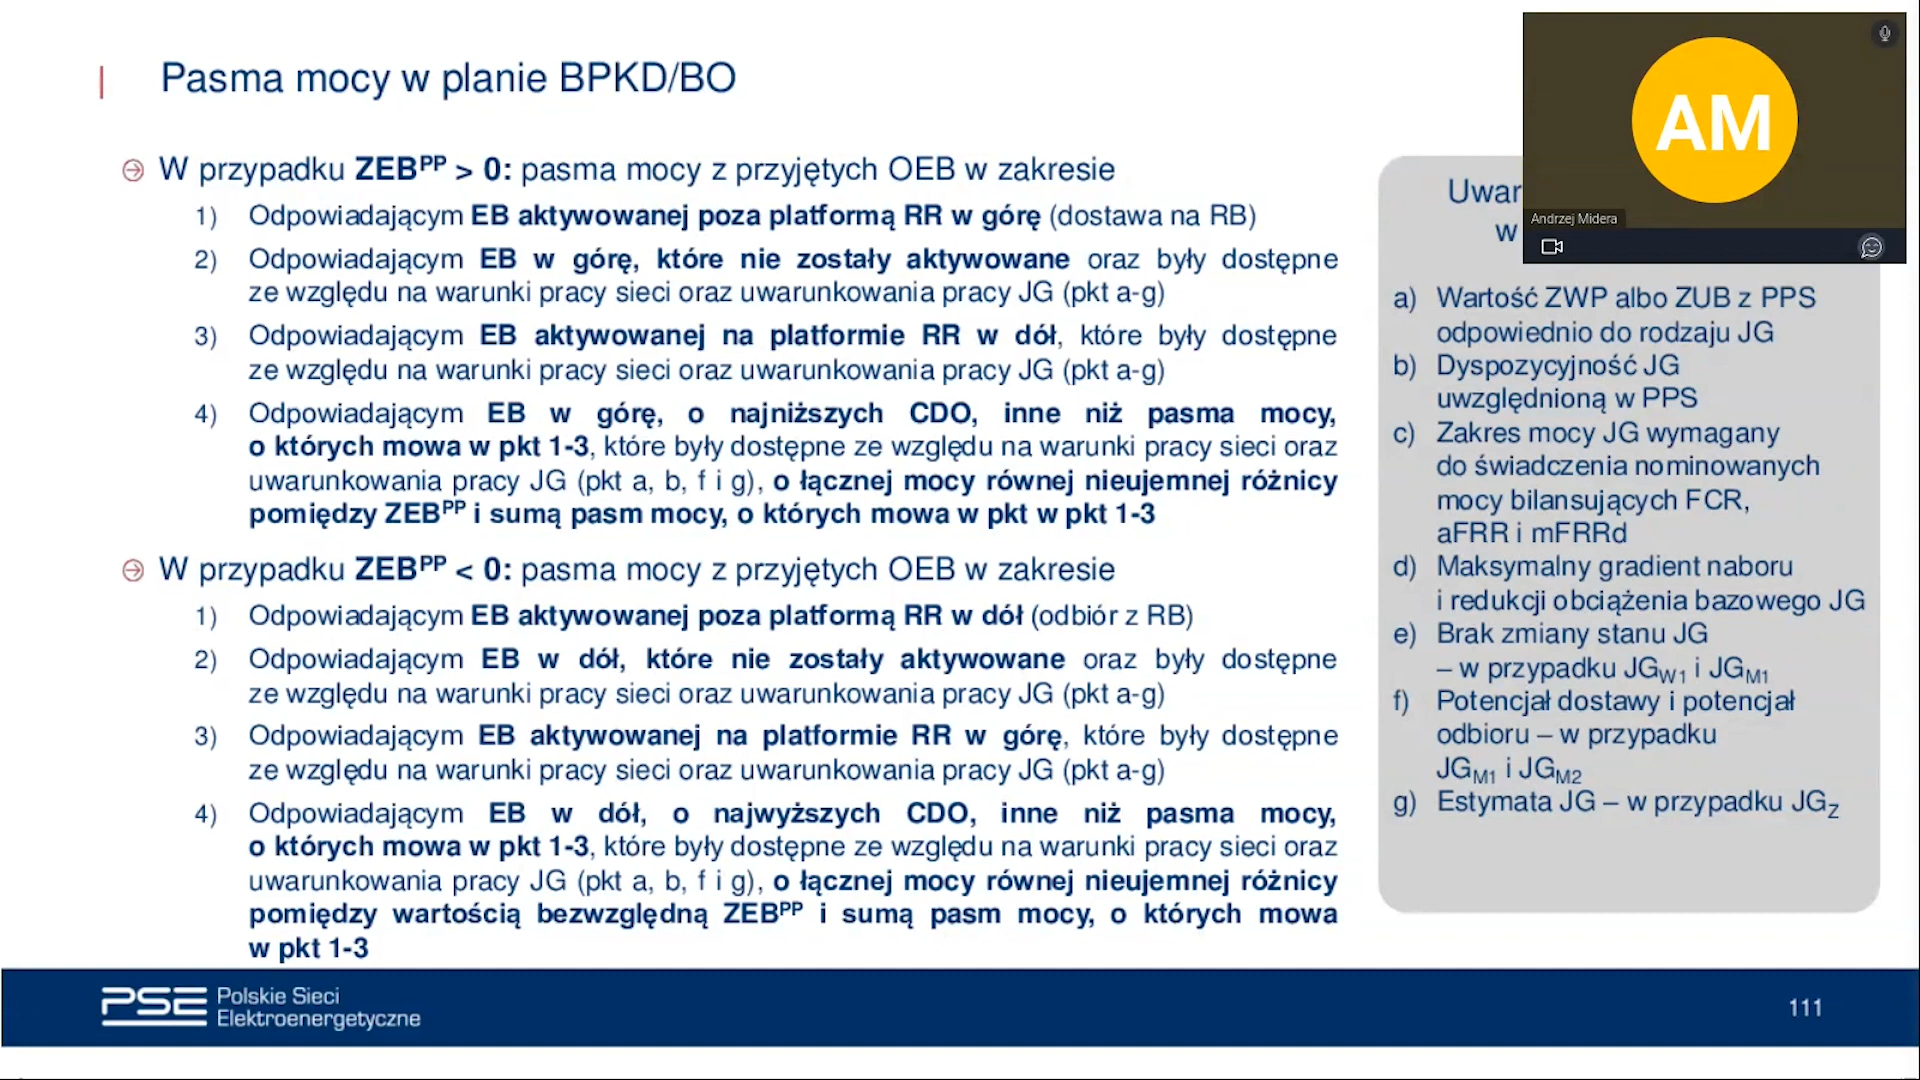 Pasma mocy w planie BPKD/BO
W przypadku ZEBᴾᴾ > 0: pasma mocy z przyjętych OEB w zakresie
1) Odpowiadającym EB aktywowanej poza platformą RR w górę (dostawa na RB)
2) Odpowiadającym EB w górę, które nie zostały aktywowane oraz były dostępne
ze względu na warunki pracy sieci oraz uwarunkowania pracy JG (pkt a-g)
3) Odpowiadającym EB aktywowanej na platformie RR w dół, które były dostępne
ze względu na warunki pracy sieci oraz uwarunkowania pracy JG (pkt a-g)
4) Odpowiadającym EB w górę, o najniższych CDO, inne niż pasma mocy,
o których mowa w pkt 1-3, które były dostępne ze względu na warunki pracy sieci oraz
uwarunkowania pracy JG (pkt a, b, f i g), o łącznej mocy równej nieujemnej różnicy
pomiędzy ZEBᴾᴾ i sumą pasm mocy, o których mowa w pkt w pkt 1-3
W przypadku ZEBᴾᴾ < 0: pasma mocy z przyjętych OEB w zakresie
1) Odpowiadającym EB aktywowanej poza platformą RR w dół (odbiór z RB)
2) Odpowiadającym EB w dół, które nie zostały aktywowane oraz były dostępne
ze względu na warunki pracy sieci oraz uwarunkowania pracy JG (pkt a-g)
3) Odpowiadającym EB aktywowanej na platformie RR w górę, które były dostępne
ze względu na warunki pracy sieci oraz uwarunkowania pracy JG (pkt a-g)
4) Odpowiadającym EB w dół, o najwyższych CDO, inne niż pasma mocy,
o których mowa w pkt 1-3, które były dostępne ze względu na warunki pracy sieci oraz
uwarunkowania pracy JG (pkt a, b, f i g), o łącznej mocy równej nieujemnej różnicy
pomiędzy wartością bezwzględną ZEBᴾᴾ i sumą pasm mocy, o których mowa
w pkt 1-3
w
a) Wartość ZWP albo ZUB z PPS
odpowiednio do rodzaju JG
b) Dyspozycyjność JG
uwzględnioną w PPS
c) Zakres mocy JG wymagany
do świadczenia nominowanych
mocy bilansujących FCR,
aFRR i mFRRd
d) Maksymalny gradient naboru
i redukcji obciążenia bazowego JG
e) Brak zmiany stanu JG
– w przypadku JGW1 i JGM1
f) Potencjał dostawy i potencjał
odbioru – w przypadku
JGM1 i JGM2
g) Estymata JG – w przypadku JGZ
AM
Andrzej Midera
PSE Polskie Sieci
Elektroenergetyczne
111